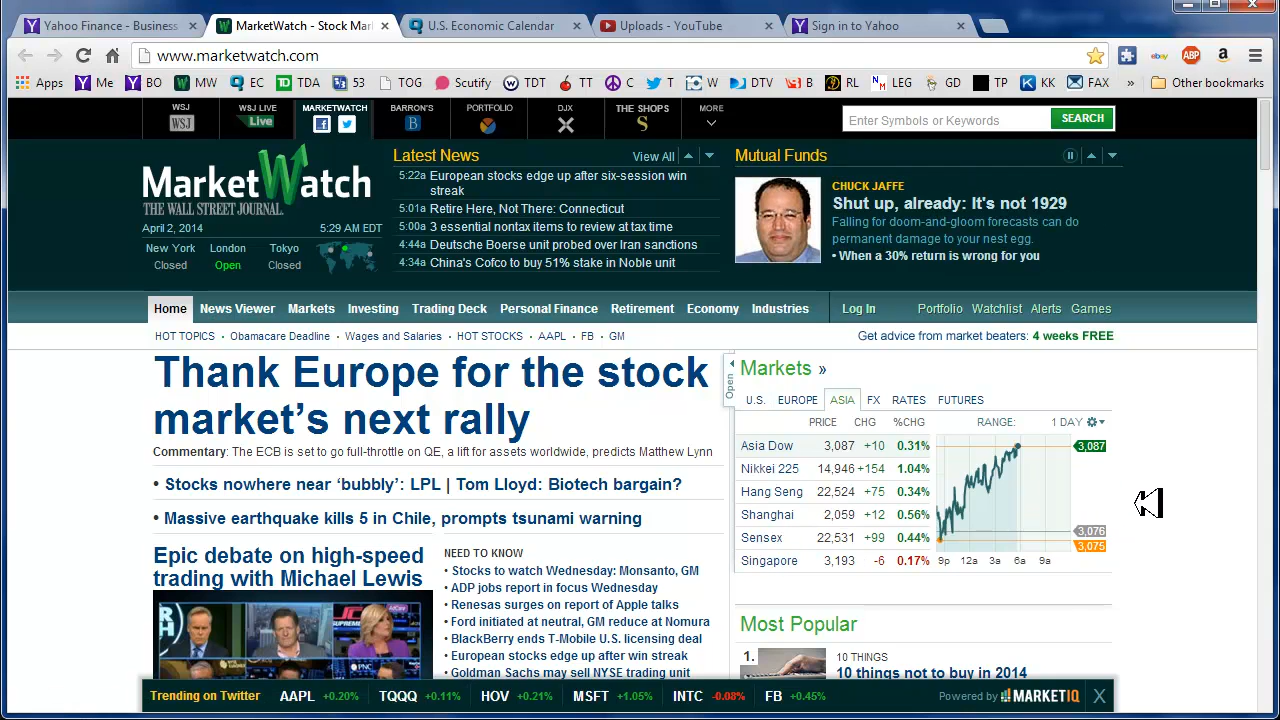 Yahoo Finance - Business
MarketWatch - Stock Mar
U.S. Economic Calendar
Uploads - YouTube
Sign in to Yahoo
www.marketwatch.com
Apps Me BO MW EC TDA 53 TOG Scutify TDT TT C T W DTV B RL LEG GD TP KK FAX » Other bookmarks
WSJ WSJ LIVE MARKETWATCH BARRON'S PORTFOLIO DJX THE SHOPS MORE
WSJ Live B S
Enter Symbols or Keywords SEARCH
MarketWatch
THE WALL STREET JOURNAL.
April 2, 2014 5:29 AM EDT
New York London Tokyo
Closed Open Closed
Latest News View All
5:22a European stocks edge up after six-session win
streak
5:01a Retire Here, Not There: Connecticut
5:00a 3 essential nontax items to review at tax time
4:44a Deutsche Boerse unit probed over Iran sanctions
4:34a China's Cofco to buy 51% stake in Noble unit
Mutual Funds
CHUCK JAFFE
Shut up, already: It's not 1929
Falling for doom-and-gloom forecasts can do
permanent damage to your nest egg.
• When a 30% return is wrong for you
Home News Viewer Markets Investing Trading Deck Personal Finance Retirement Economy Industries Log In Portfolio Watchlist Alerts Games
HOT TOPICS • Obamacare Deadline • Wages and Salaries • HOT STOCKS • AAPL • FB • GM
Get advice from market beaters: 4 weeks FREE
Thank Europe for the stock
market's next rally
Commentary: The ECB is set to go full-throttle on QE, a lift for assets worldwide, predicts Matthew Lynn
• Stocks nowhere near 'bubbly': LPL | Tom Lloyd: Biotech bargain?
• Massive earthquake kills 5 in Chile, prompts tsunami warning
Epic debate on high-speed
trading with Michael Lewis
NEED TO KNOW
• Stocks to watch Wednesday: Monsanto, GM
• ADP jobs report in focus Wednesday
• Renesas surges on report of Apple talks
• Ford initiated at neutral, GM reduce at Nomura
• BlackBerry ends T-Mobile U.S. licensing deal
• European stocks edge up after win streak
• Goldman Sachs may sell NYSE trading unit
Open
Markets »
U.S. EUROPE ASIA FX RATES FUTURES
PRICE CHG %CHG RANGE: 1 DAY
Asia Dow 3,087 +10 0.31%
Nikkei 225 14,946 +154 1.04%
Hang Seng 22,524 +75 0.34%
Shanghai 2,059 +12 0.56%
Sensex 22,531 +99 0.44%
Singapore 3,193 -6 0.17%
3,087
3,076
3,075
9p 12a 3a 6a 9a
Most Popular
1. 10 THINGS
10 things not to buy in 2014
Trending on Twitter AAPL +0.20% TQQQ +0.11% HOV +0.21% MSFT +1.05% INTC -0.08% FB +0.45% Powered by MARKETIQ X